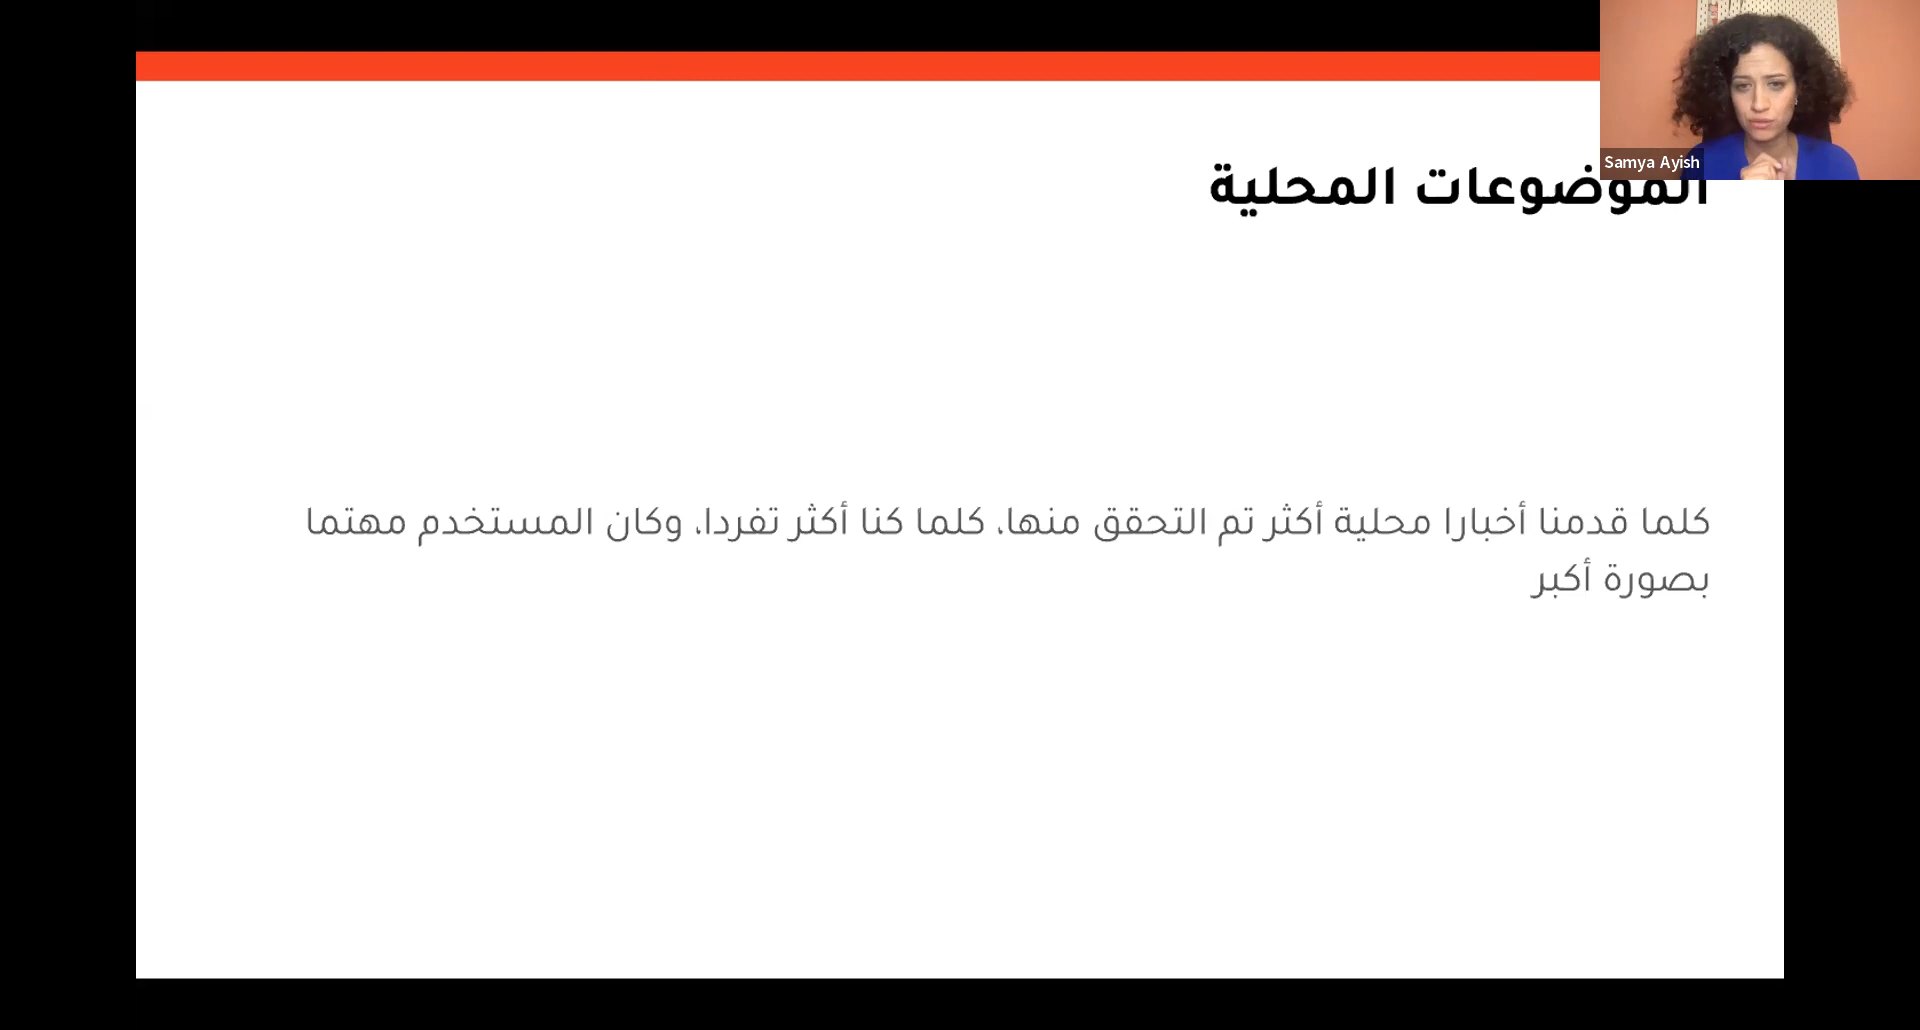 Samya Ayish
الموضوعات المحلية
كلما قدمنا أخبارا محلية أكثر تم التحقق منها، كلما كنا أكثر تفردا، وكان المستخدم مهتما
بصورة أكبر